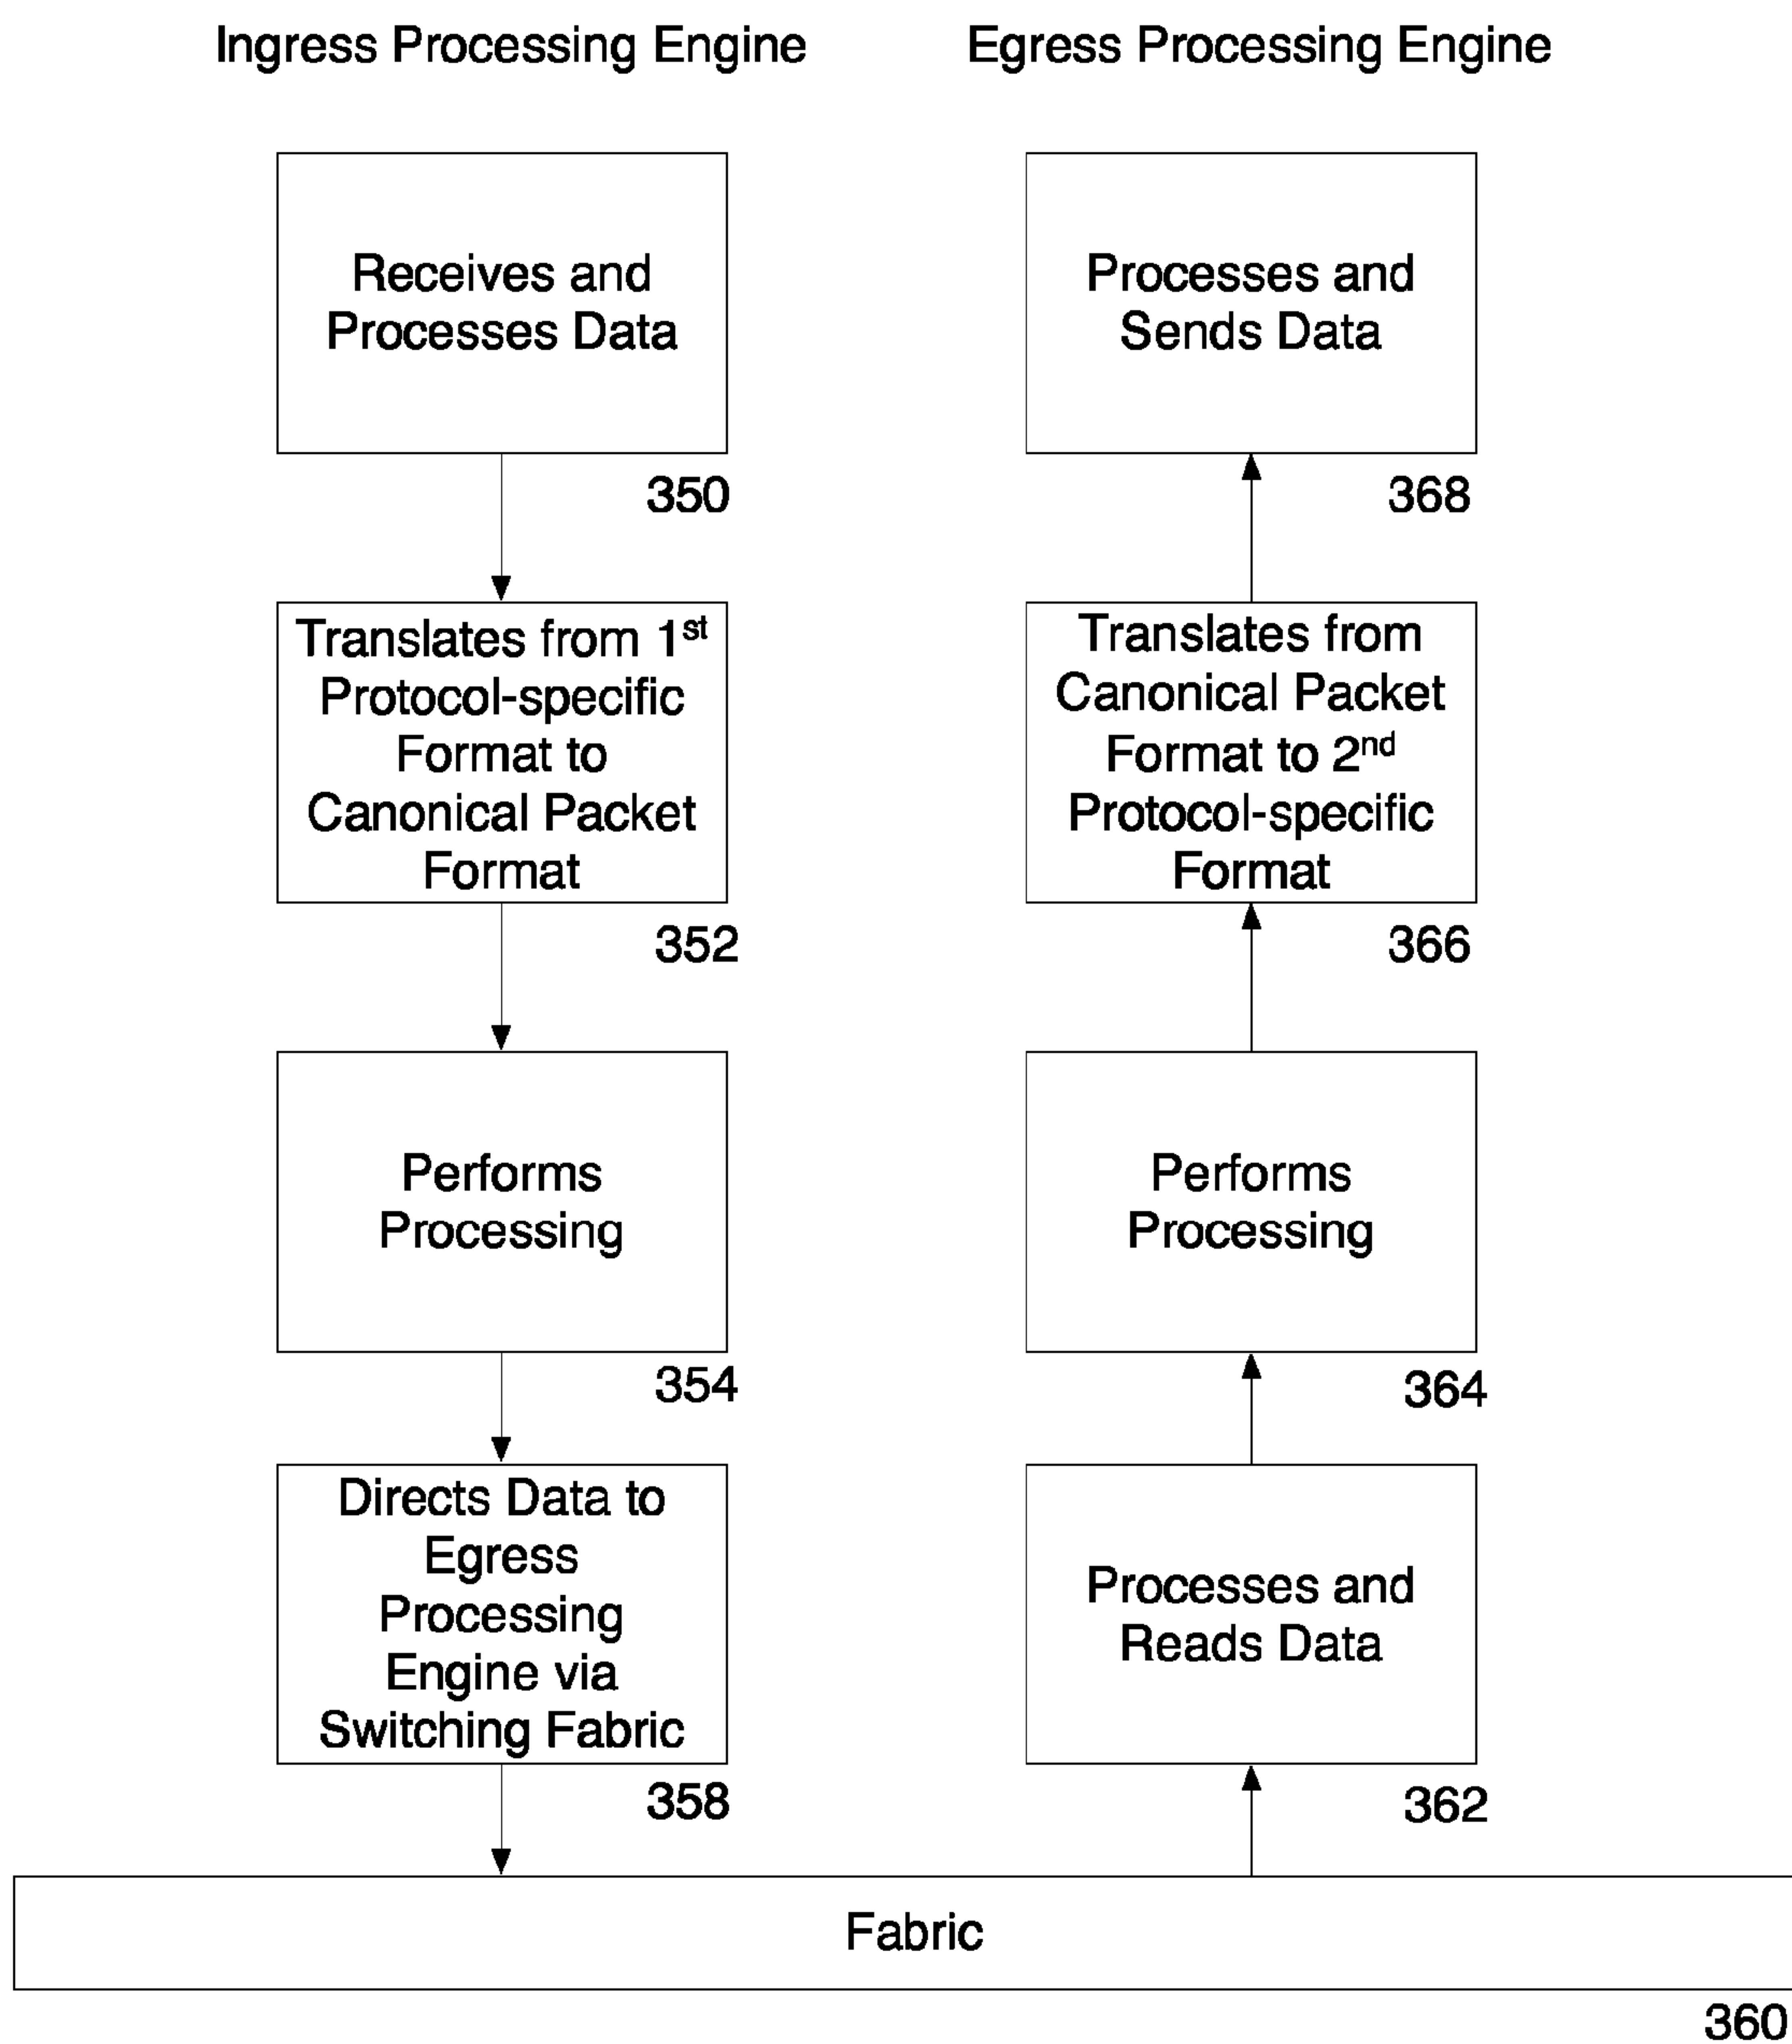 Ingress Processing Engine
Receives and
Processes Data
350
Translates from 1st
Protocol-specific
Format to
Canonical Packet
Format
352
Performs
Processing
354
Directs Data to
Egress
Processing
Engine via
Switching Fabric
358
Egress Processing Engine
Processes and
Sends Data
368
Translates from
Canonical Packet
Format to 2nd
Protocol-specific
Format
366
Performs
Processing
364
Processes and
Reads Data
362
Fabric
360